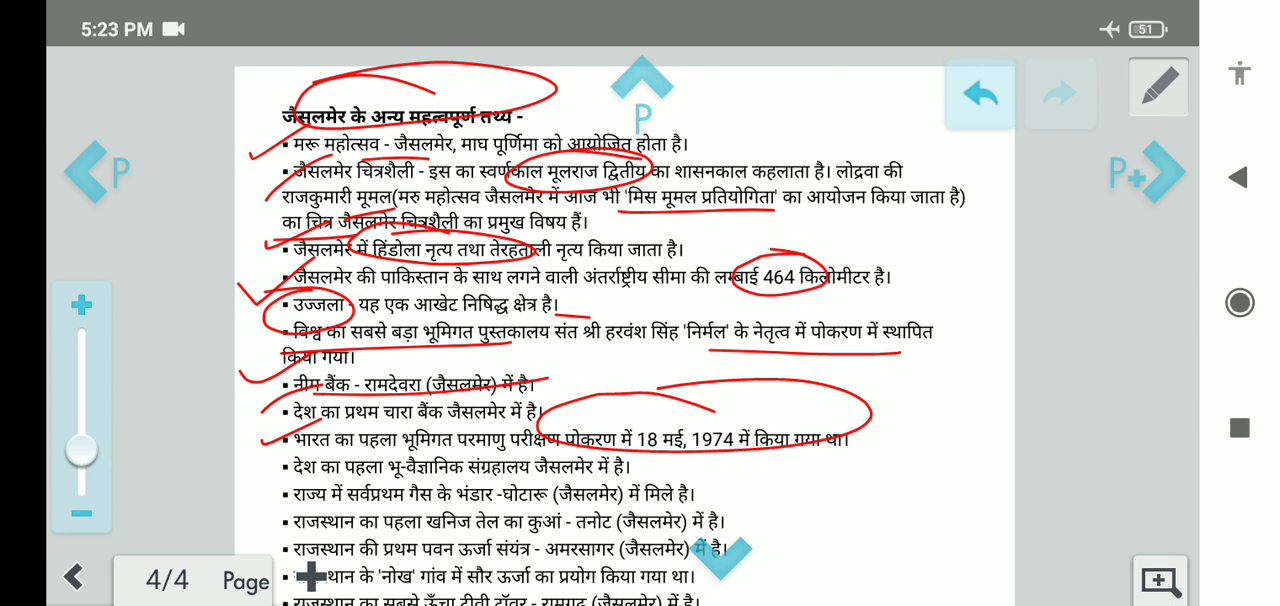 5:23 PM
51
P
P
P+
जैसलमेर के अन्य महत्वपूर्ण तथ्य -
▪ मरू महोत्सव - जैसलमेर, माघ पूर्णिमा को आयोजित होता है।
▪ जैसलमेर चित्रशैली - इस का स्वर्णकाल मूलराज द्वितीय का शासनकाल कहलाता है। लोद्रवा की
राजकुमारी मूमल(मरु महोत्सव जैसलमेर में आज भी 'मिस मूमल प्रतियोगिता' का आयोजन किया जाता है)
का चित्र जैसलमेर चित्रशैली का प्रमुख विषय हैं।
▪ जैसलमेर में हिंडोला नृत्य तथा तेरहताली नृत्य किया जाता है।
▪ जैसलमेर की पाकिस्तान के साथ लगने वाली अंतर्राष्ट्रीय सीमा की लम्बाई 464 किलोमीटर है।
▪ उज्जला - यह एक आखेट निषिद्ध क्षेत्र है।
▪ विश्व का सबसे बड़ा भूमिगत पुस्तकालय संत श्री हरवंश सिंह 'निर्मल' के नेतृत्व में पोकरण में स्थापित
किया गया।
▪ नीम बैंक - रामदेवरा (जैसलमेर) में है।
▪ देश का प्रथम चारा बैंक जैसलमेर में है।
▪ भारत का पहला भूमिगत परमाणु परीक्षण पोकरण में 18 मई, 1974 में किया गया था।
▪ देश का पहला भू-वैज्ञानिक संग्रहालय जैसलमेर में है।
▪ राज्य में सर्वप्रथम गैस के भंडार -घोटारू (जैसलमेर) में मिले है।
▪ राजस्थान का पहला खनिज तेल का कुआं - तनोट (जैसलमेर) में है।
▪ राजस्थान की प्रथम पवन ऊर्जा संयंत्र - अमरसागर (जैसलमेर) में है।
के 'नोख' गांव में सौर ऊर्जा का प्रयोग किया गया था।
राजस्थान का सबसे ऊँचा टीवी टॉवर - रामगढ़ (जैसलमेर) में है।
4/4 Page